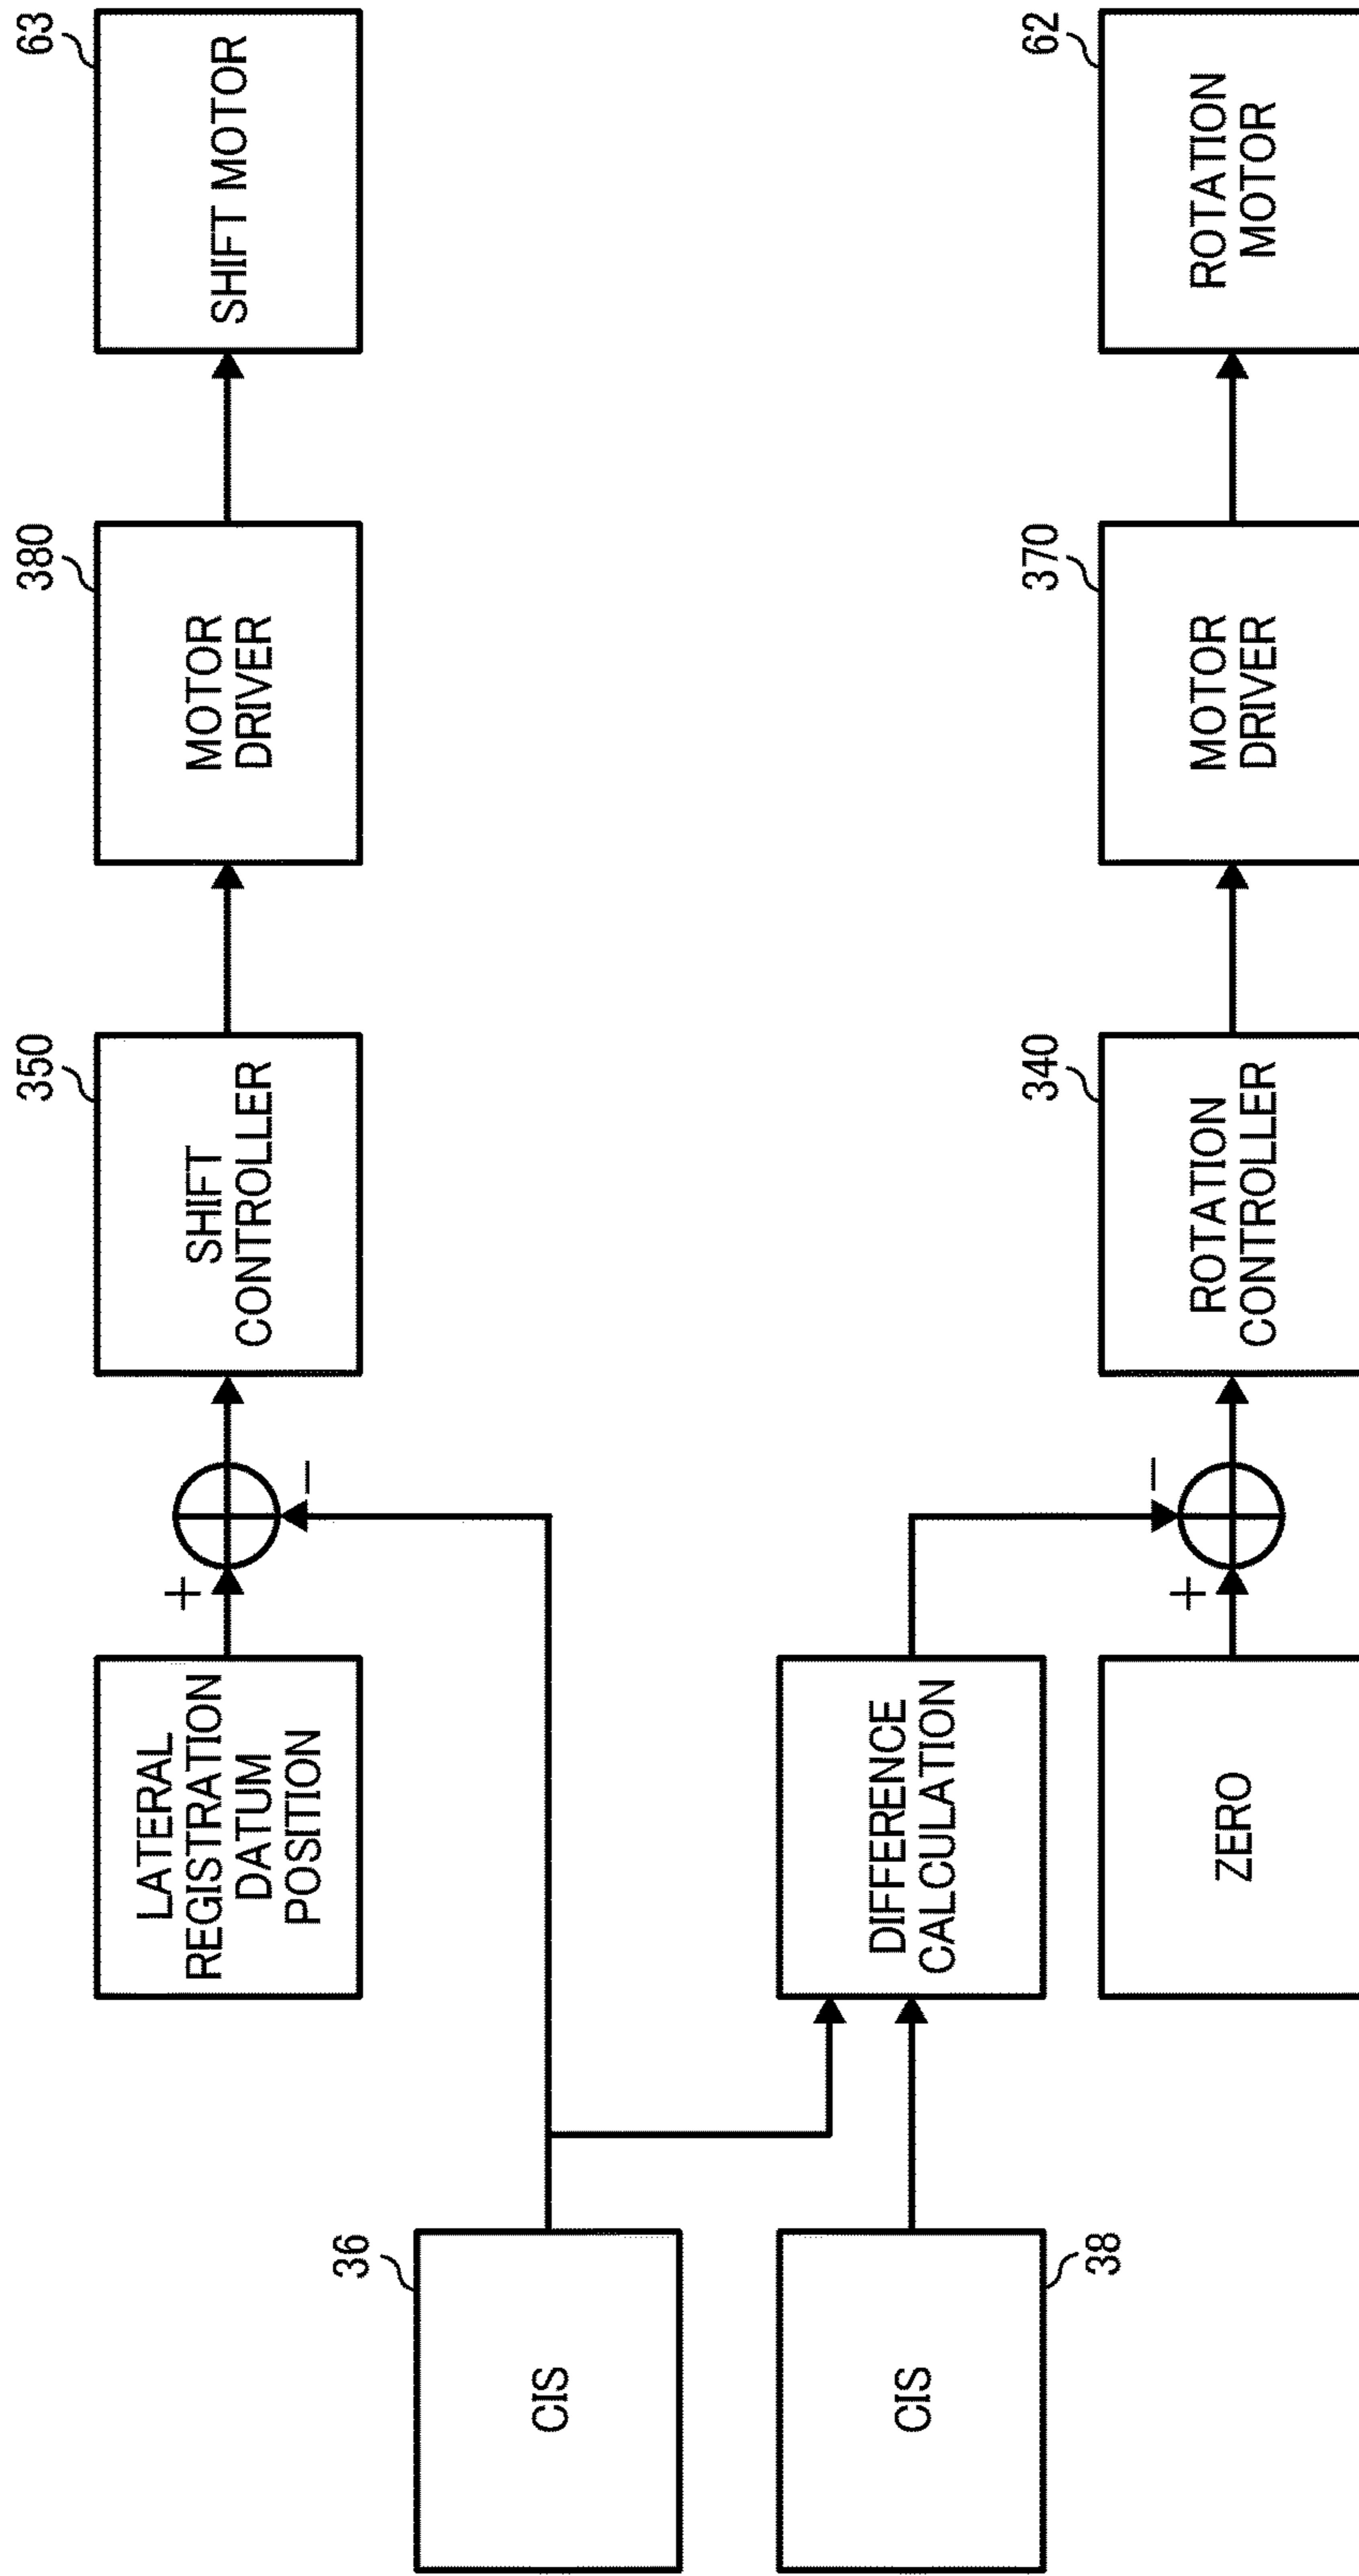 63
SHIFT MOTOR
380
MOTOR
DRIVER
350
SHIFT
CONTROLLER
+
−
LATERAL
REGISTRATION
DATUM
POSITION
36
CIS
38
CIS
DIFFERENCE
CALCULATION
ZERO
+
−
340
ROTATION
CONTROLLER
370
MOTOR
DRIVER
62
ROTATION
MOTOR